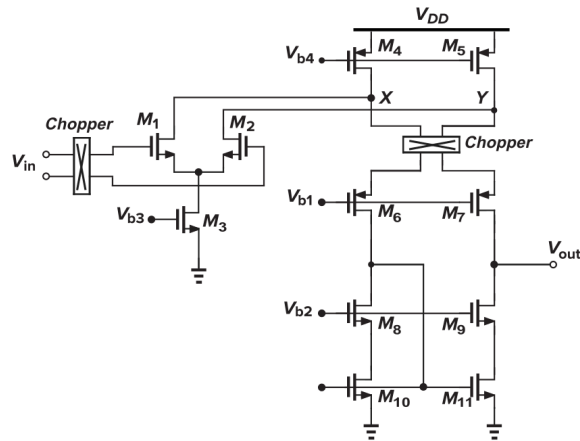 V_DD
M_4
M_5
V_b4
X
Y
Chopper
M_1
M_2
Chopper
V_in
V_b1
M_6
M_7
V_b3
M_3
V_out
V_b2
M_8
M_9
M_10
M_11